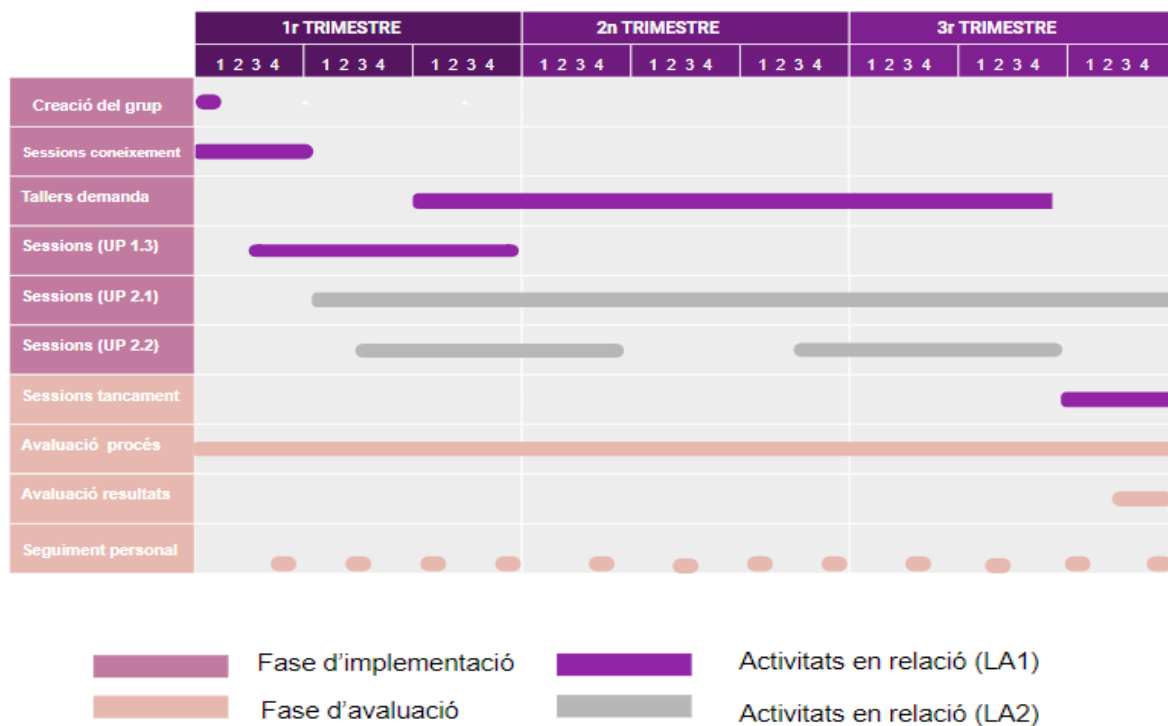 1r TRIMESTRE 2n TRIMESTRE 3r TRIMESTRE
1 2 3 4 1 2 3 4 1 2 3 4 1 2 3 4 1 2 3 4 1 2 3 4 1 2 3 4 1 2 3 4 1 2 3 4
Creació del grup
Sessions coneixement
Tallers demanda
Sessions (UP 1.3)
Sessions (UP 2.1)
Sessions (UP 2.2)
Sessions tancament
Avaluació procés
Avaluació resultats
Seguiment personal
Fase d’implementació Activitats en relació (LA1)
Fase d’avaluació Activitats en relació (LA2)